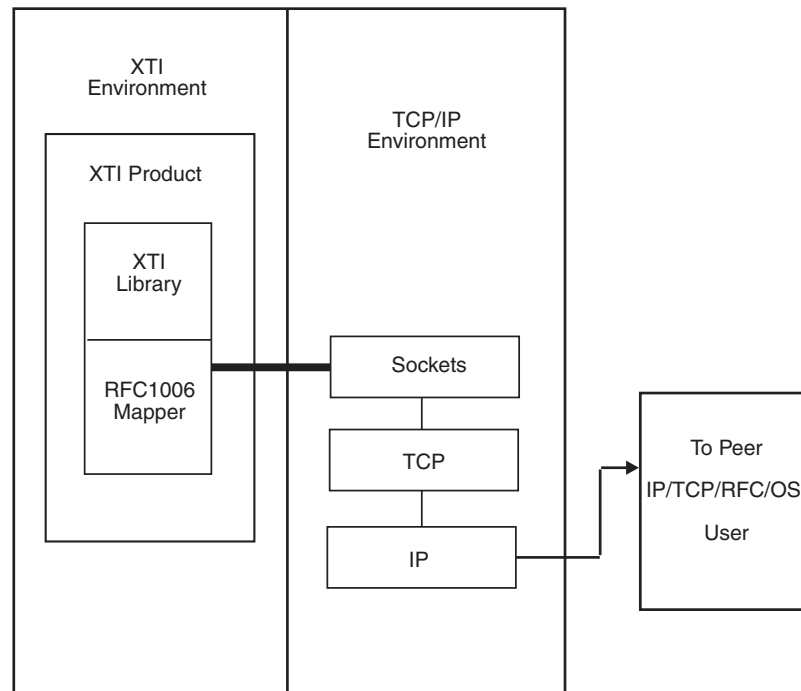 XTI
Environment
XTI Product
XTI
Library
RFC1006
Mapper
TCP/IP
Environment
Sockets
TCP
IP
To Peer
IP/TCP/RFC/OS
User